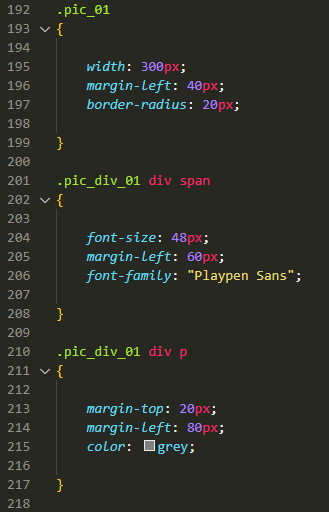 192 .pic_01
193 {
194
195 width: 300px;
196 margin-left: 40px;
197 border-radius: 20px;
198
199 }
200
201 .pic_div_01 div span
202 {
203
204 font-size: 48px;
205 margin-left: 60px;
206 font-family: "Playpen Sans";
207
208 }
209
210 .pic_div_01 div p
211 {
212
213 margin-top: 20px;
214 margin-left: 80px;
215 color: grey;
216
217 }
218